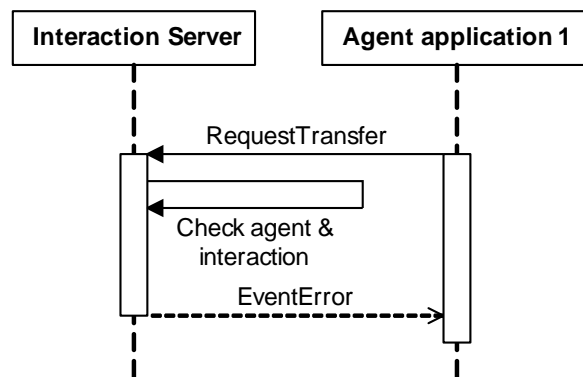 Interaction Server
Agent application 1
RequestTransfer
Check agent &
interaction
EventError